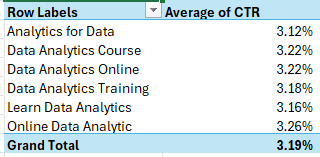 Row Labels Average of CTR
Analytics for Data 3.12%
Data Analytics Course 3.22%
Data Analytics Online 3.22%
Data Analytics Training 3.18%
Learn Data Analytics 3.16%
Online Data Analytic 3.26%
Grand Total 3.19%